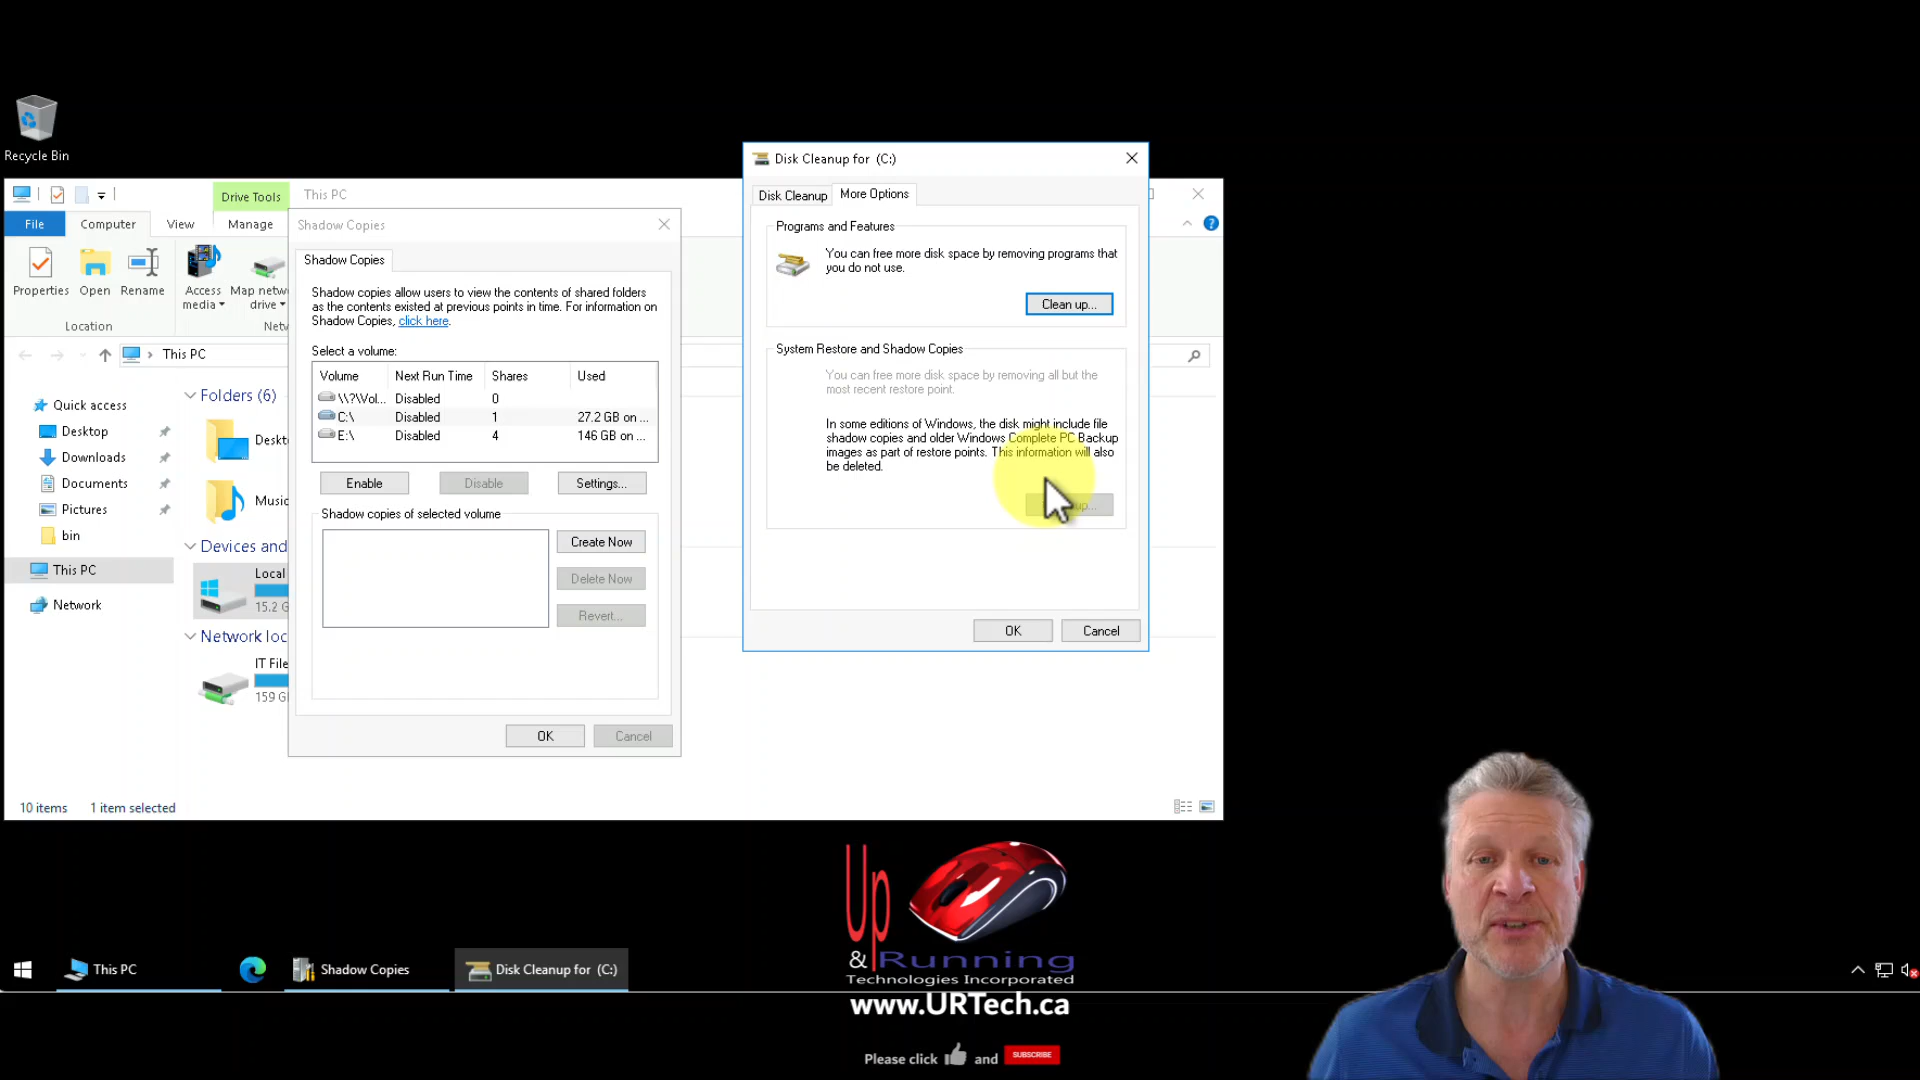 Recycle Bin
Drive Tools
This PC
File
Computer
View
Manage
Properties
Open
Rename
Access
media
Map netw
drive
Location
Netw
This PC
Quick access
Desktop
Downloads
Documents
Pictures
bin
This PC
Network
Folders (6)
Deskto
Music
Devices and
Local
15.2 G
Network loc
IT File
159 G
10 items
1 item selected
Shadow Copies
Shadow Copies
Shadow copies allow users to view the contents of shared folders
as the contents existed at previous points in time. For information on
Shadow Copies, click here.
Select a volume:
Volume Next Run Time Shares Used
\\?\Vol... Disabled 0
C:\ Disabled 1 27.2 GB on ...
E:\ Disabled 4 146 GB on ...
Enable
Disable
Settings...
Shadow copies of selected volume
Create Now
Delete Now
Revert...
OK
Cancel
Disk Cleanup for (C:)
Disk Cleanup
More Options
Programs and Features
You can free more disk space by removing programs that
you do not use.
Clean up...
System Restore and Shadow Copies
You can free more disk space by removing all but the
most recent restore point.
In some editions of Windows, the disk might include file
shadow copies and older Windows Complete PC Backup
images as part of restore points. This information will also
be deleted.
OK
Cancel
Up
& Running
Technologies Incorporated
www.URTech.ca
Please click and SUBSCRIBE
This PC
Shadow Copies
Disk Cleanup for (C:)